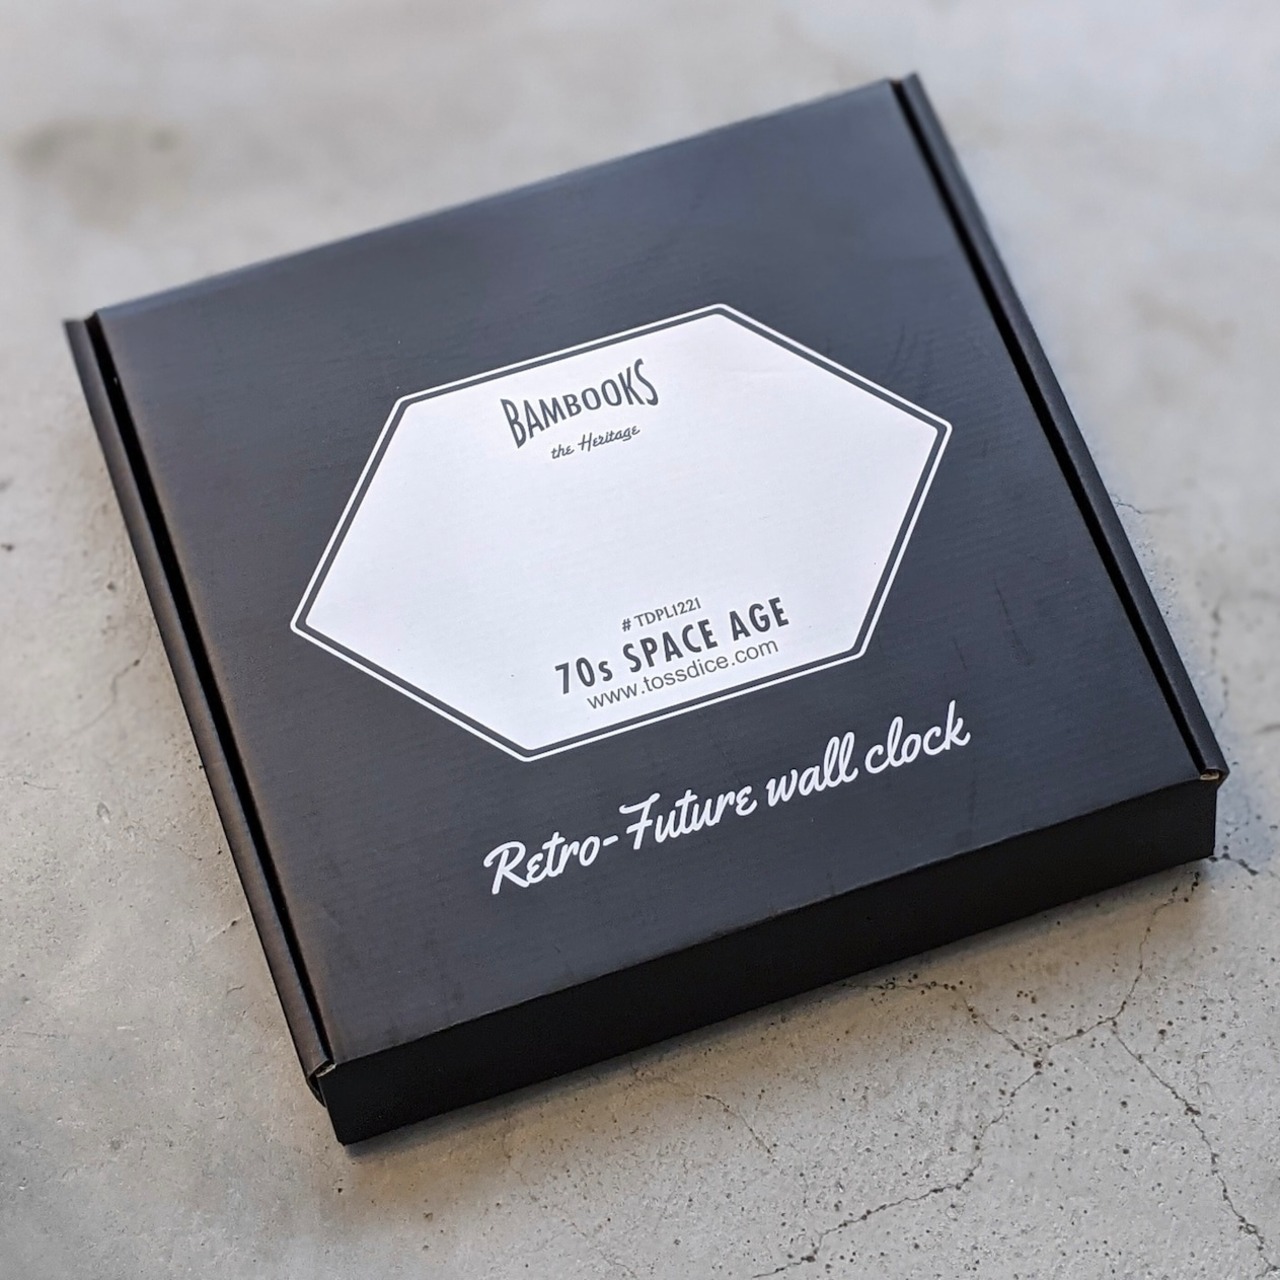 BAMBOOKS
the Heritage
# TDPL1221
70s SPACE AGE
www.tossdice.com
Retro-Future wall clock